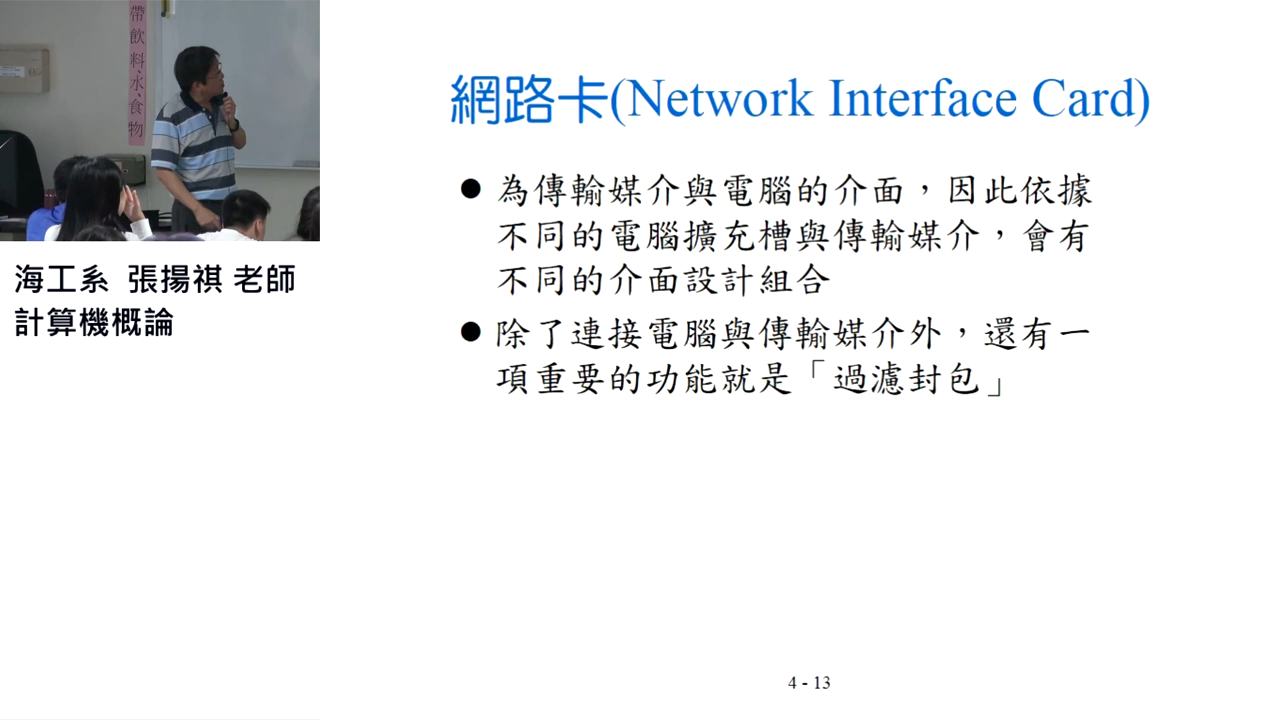 帶飲料、水、食物
海工系 張揚祺 老師
計算機概論
網路卡(Network Interface Card)
● 為傳輸媒介與電腦的介面，因此依據
不同的電腦擴充槽與傳輸媒介，會有
不同的介面設計組合
● 除了連接電腦與傳輸媒介外，還有一
項重要的功能就是「過濾封包」
4 - 13